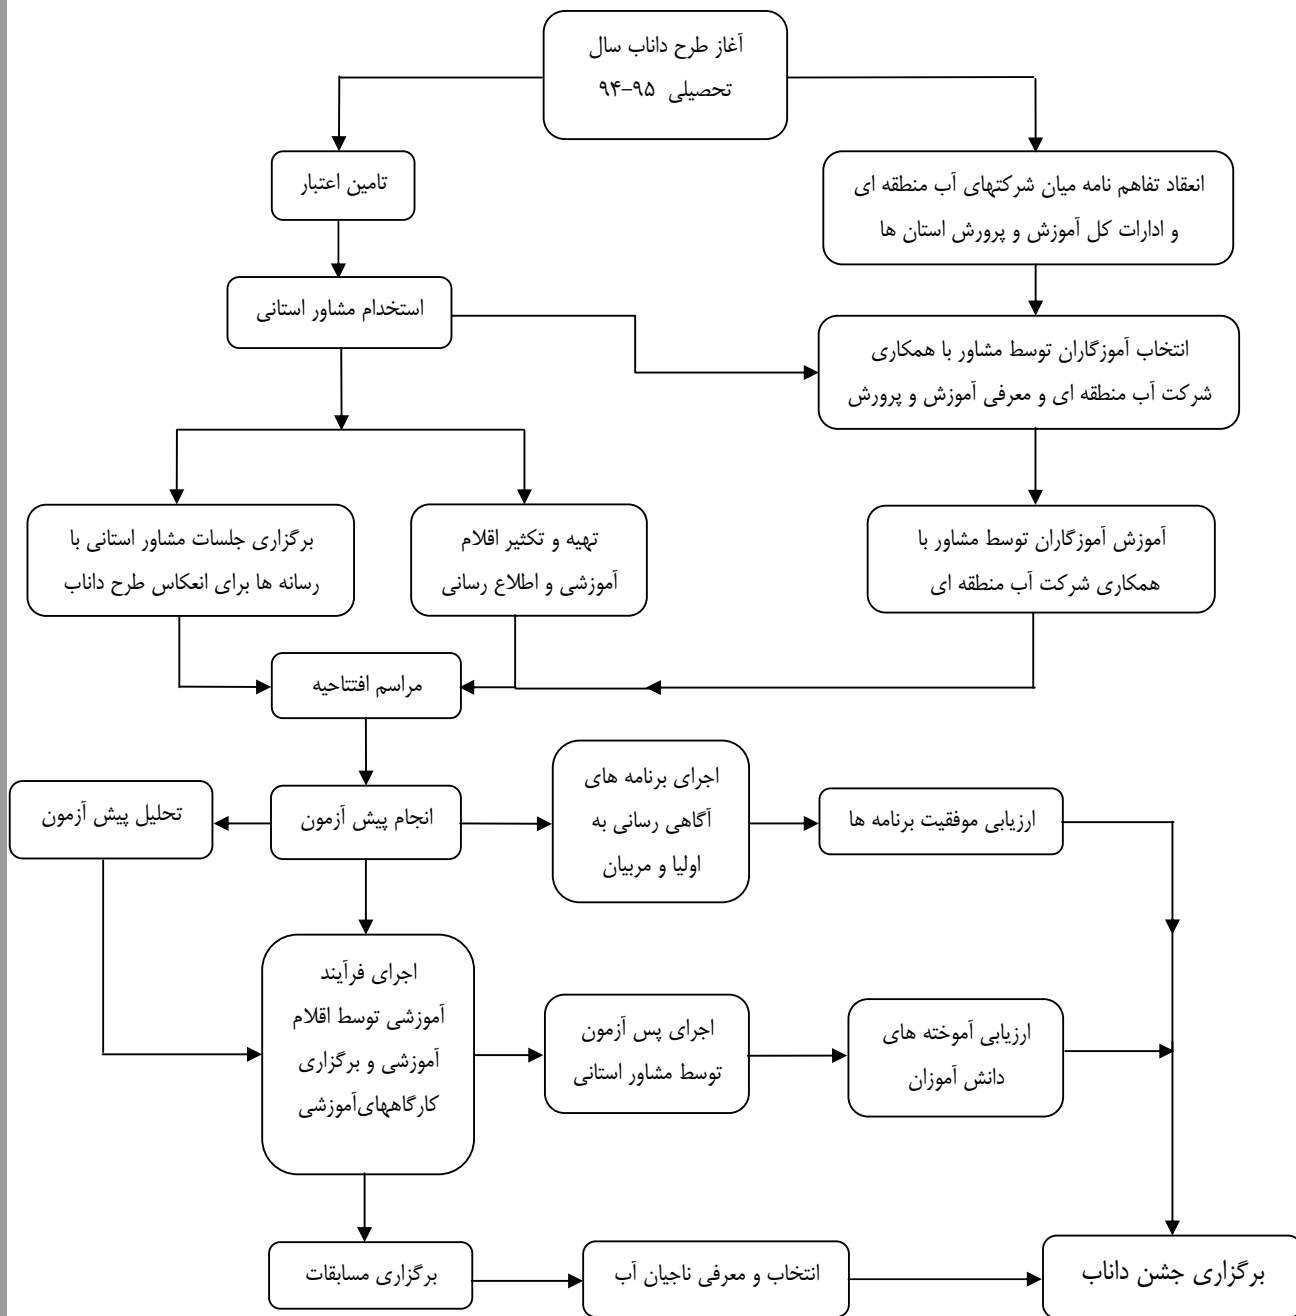 آغاز طرح داناب سال
تحصیلی ۹۵-۹۴
تامین اعتبار
انعقاد تفاهم نامه میان شرکتهای آب منطقه ای
و ادارات کل آموزش و پرورش استان ها
استخدام مشاور استانی
انتخاب آموزگاران توسط مشاور با همکاری
شرکت آب منطقه ای و معرفی آموزش و پرورش
برگزاری جلسات مشاور استانی با
رسانه ها برای انعکاس طرح داناب
تهیه و تکثیر اقلام
آموزشی و اطلاع رسانی
آموزش آموزگاران توسط مشاور با
همکاری شرکت آب منطقه ای
مراسم افتتاحیه
تحلیل پیش آزمون
انجام پیش آزمون
اجرای برنامه های
آگاهی رسانی به
اولیا و مربیان
ارزیابی موفقیت برنامه ها
اجرای فرآیند
آموزشی توسط اقلام
آموزشی و برگزاری
کارگاههای‌آموزشی
اجرای پس آزمون
توسط مشاور استانی
ارزیابی آموخته های
دانش آموزان
برگزاری مسابقات
انتخاب و معرفی ناجیان آب
برگزاری جشن داناب